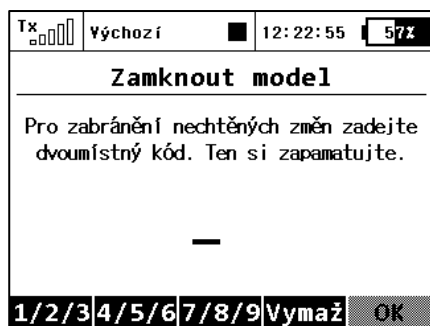 Tx Výchozí 12:22:55 57%
Zamknout model
Pro zabránění nechtěných změn zadejte
dvoumístný kód. Ten si zapamatujte.
1/2/3 4/5/6 7/8/9 Vymaž OK